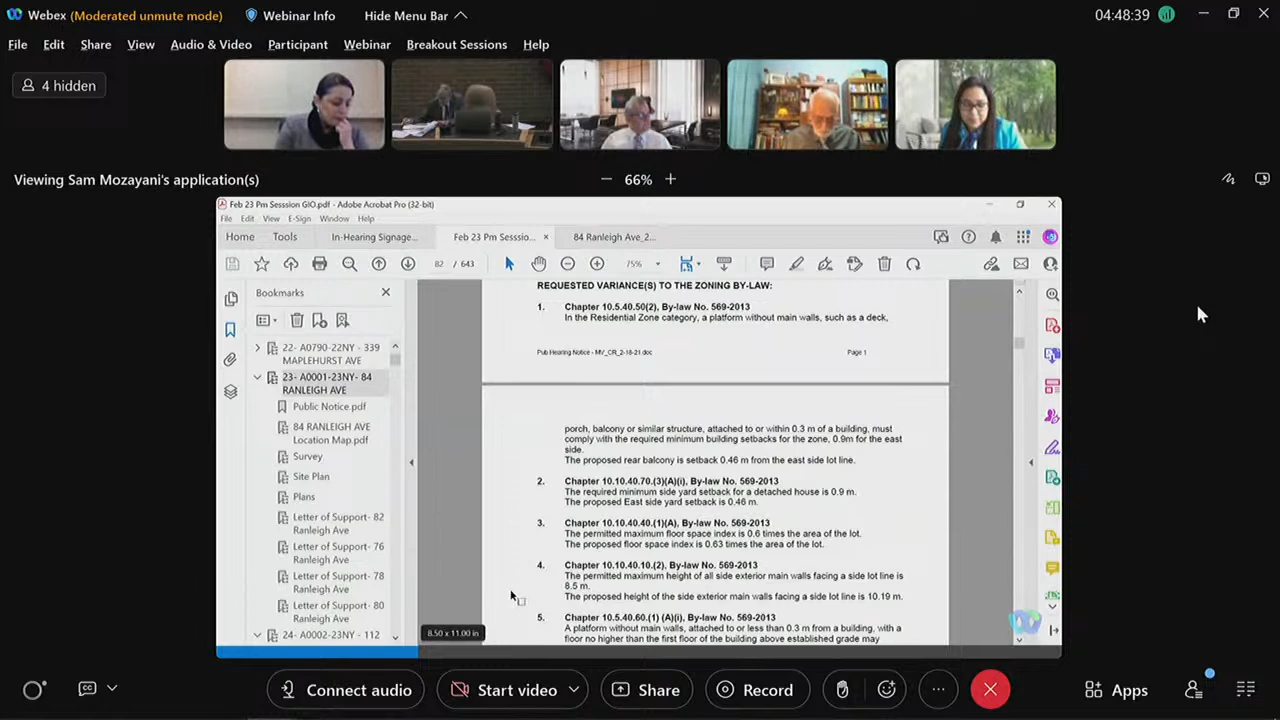 Webex (Moderated unmute mode) Webinar Info Hide Menu Bar 04:48:39
File Edit Share View Audio & Video Participant Webinar Breakout Sessions Help
4 hidden
Viewing Sam Mozayani's application(s) 66%
Feb 23 Pm Sesssion GIO.pdf - Adobe Acrobat Pro (32-bit)
File Edit View E-Sign Window Help
Home Tools In-Hearing Signage... Feb 23 Pm Sesssio... × 84 Ranleigh Ave_2...
82 / 643 75%
Bookmarks
22- A0790-22NY - 339
MAPLEHURST AVE
23- A0001-23NY- 84
RANLEIGH AVE
Public Notice.pdf
84 RANLEIGH AVE
Location Map.pdf
Survey
Site Plan
Plans
Letter of Support- 82
Ranleigh Ave
Letter of Support- 76
Ranleigh Ave
Letter of Support- 78
Ranleigh Ave
Letter of Support- 80
Ranleigh Ave
24- A0002-23NY- 112
8.50 x 11.00 in
REQUESTED VARIANCE(S) TO THE ZONING BY-LAW:
1. Chapter 10.5.40.50(2), By-law No. 569-2013
In the Residential Zone category, a platform without main walls, such as a deck,
Pub Hearing Notice - MV_CR_2-18-21.doc Page 1
porch, balcony or similar structure, attached to or within 0.3 m of a building, must
comply with the required minimum building setbacks for the zone, 0.9m for the east
side.
The proposed rear balcony is setback 0.46 m from the east side lot line.
2. Chapter 10.10.40.70.(3)(A)(i), By-law No. 569-2013
The required minimum side yard setback for a detached house is 0.9 m.
The proposed East side yard setback is 0.46 m.
3. Chapter 10.10.40.40.(1)(A), By-law No. 569-2013
The permitted maximum floor space index is 0.6 times the area of the lot.
The proposed floor space index is 0.63 times the area of the lot.
4. Chapter 10.10.40.10.(2), By-law No. 569-2013
The permitted maximum height of all side exterior main walls facing a side lot line is
8.5 m.
The proposed height of the side exterior main walls facing a side lot line is 10.19 m.
5. Chapter 10.5.40.60.(1) (A)(i), By-law No. 569-2013
A platform without main walls, attached to or less than 0.3 m from a building, with a
floor no higher than the first floor of the building above established grade may
Connect audio Start video Share Record Apps